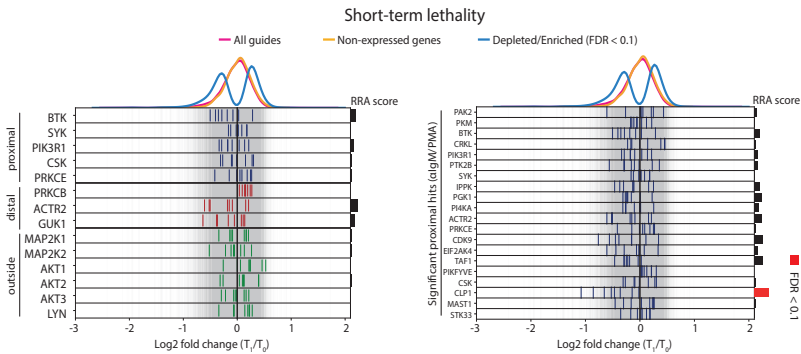 Short-term lethality
All guides
Non-expressed genes
Depleted/Enriched (FDR < 0.1)
RRA score
proximal
BTK
SYK
PIK3R1
CSK
PRKCE
distal
PRKCB
ACTR2
GUK1
outside
MAP2K1
MAP2K2
AKT1
AKT2
AKT3
LYN
-3 -2 -1 0 1 2
Log2 fold change (T1/T0)
RRA score
Significant proximal hits (αIgM/PMA)
PAK2
PKM
BTK
CRKL
PIK3R1
PTK2B
SYK
IPPK
PGK1
PI4KA
ACTR2
PRKCE
CDK9
EIF2AK4
TAF1
PIKFYVE
CSK
CLP1
MAST1
STK33
-3 -2 -1 0 1 2
Log2 fold change (T1/T0)
FDR < 0.1